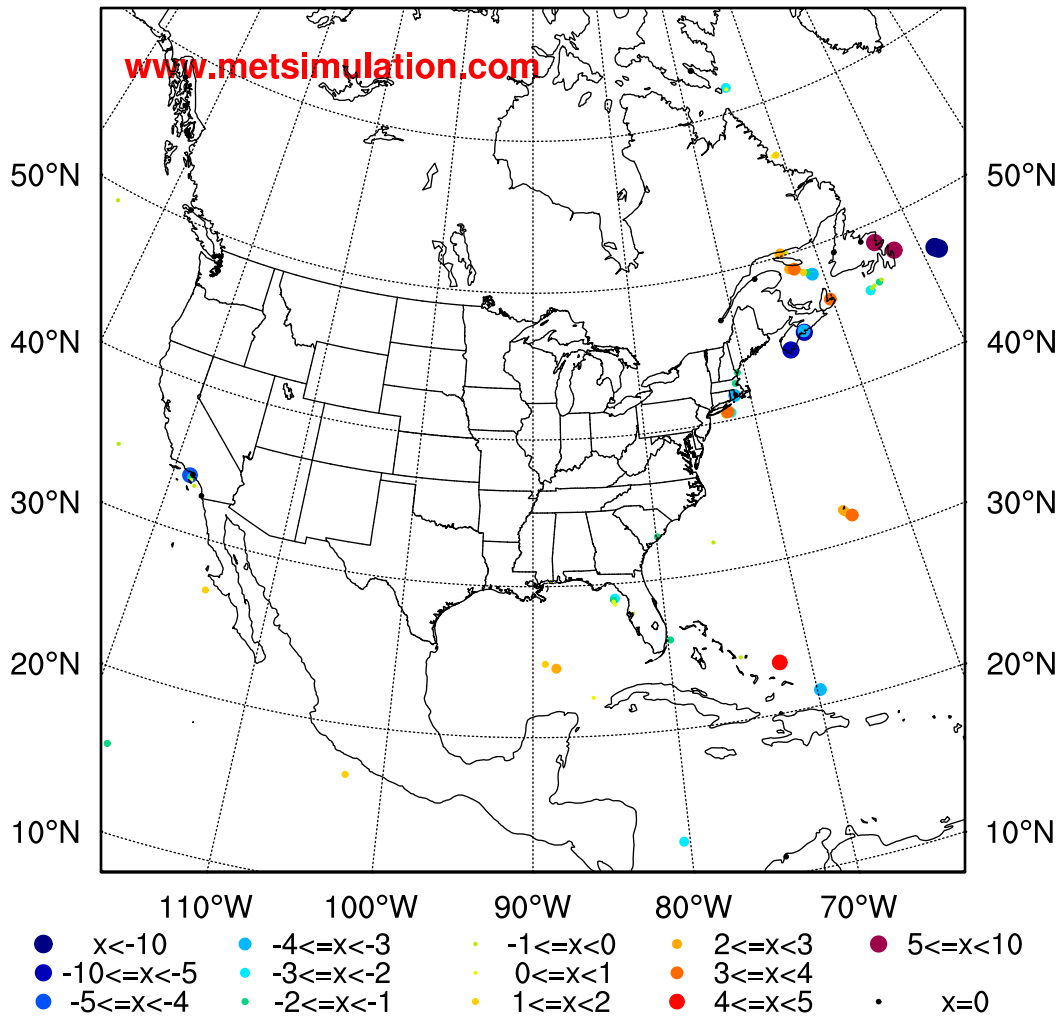 www.metsimulation.com
50°N 50°N
40°N 40°N
30°N 30°N
20°N 20°N
10°N 10°N
110°W 100°W 90°W 80°W 70°W
x<-10 -4<=x<-3 -1<=x<0 2<=x<3 5<=x<10
-10<=x<-5 -3<=x<-2 0<=x<1 3<=x<4
-5<=x<-4 -2<=x<-1 1<=x<2 4<=x<5 x=0